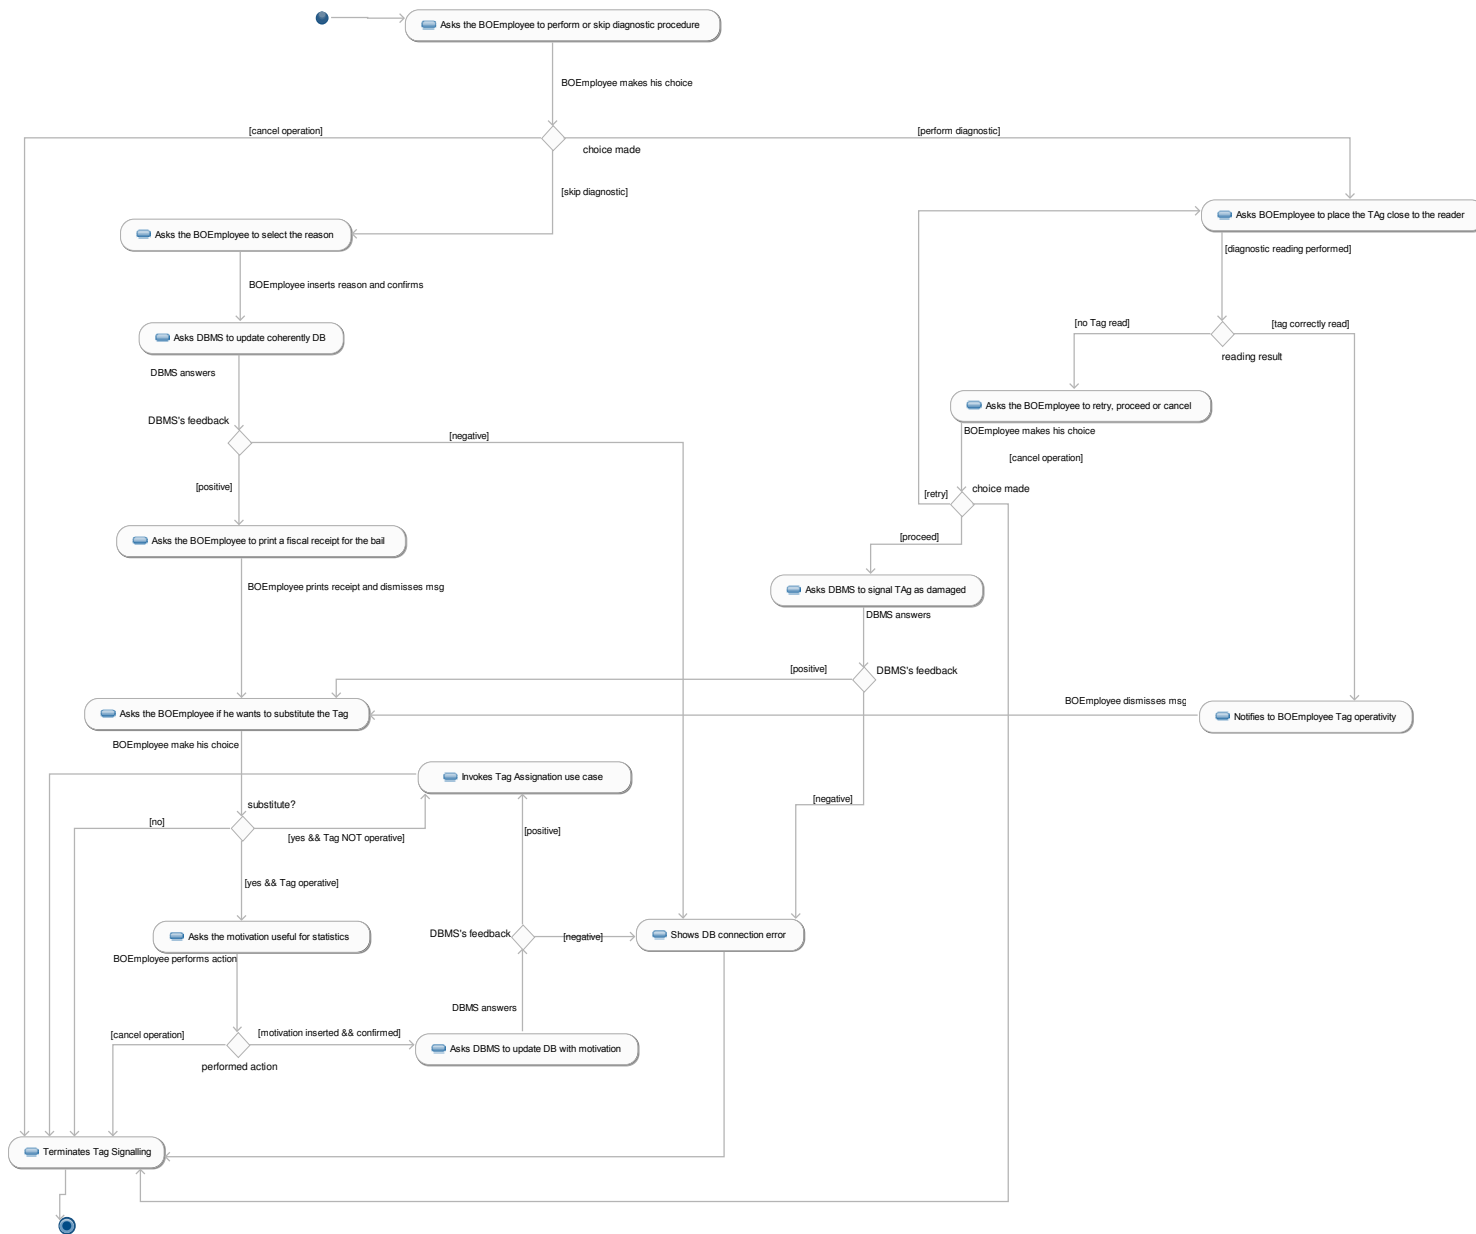 Asks the BOEmployee to perform or skip diagnostic procedure
BOEmployee makes his choice
[cancel operation]
[perform diagnostic]
choice made
[skip diagnostic]
Asks BOEmployee to place the TAg close to the reader
Asks the BOEmployee to select the reason
[diagnostic reading performed]
BOEmployee inserts reason and confirms
[no Tag read]
[tag correctly read]
Asks DBMS to update coherently DB
reading result
DBMS answers
Asks the BOEmployee to retry, proceed or cancel
DBMS's feedback
BOEmployee makes his choice
[negative]
[cancel operation]
[positive]
[retry]
choice made
Asks the BOEmployee to print a fiscal receipt for the bail
[proceed]
BOEmployee prints receipt and dismisses msg
Asks DBMS to signal TAg as damaged
DBMS answers
[positive]
DBMS's feedback
BOEmployee dismisses msg
Asks the BOEmployee if he wants to substitute the Tag
Notifies to BOEmployee Tag operativity
BOEmployee make his choice
Invokes Tag Assignation use case
substitute?
[negative]
[no]
[yes && Tag NOT operative]
[positive]
[yes && Tag operative]
Asks the motivation useful for statistics
DBMS's feedback
[negative]
Shows DB connection error
BOEmployee performs action
DBMS answers
[cancel operation]
[motivation inserted && confirmed]
Asks DBMS to update DB with motivation
performed action
Terminates Tag Signalling